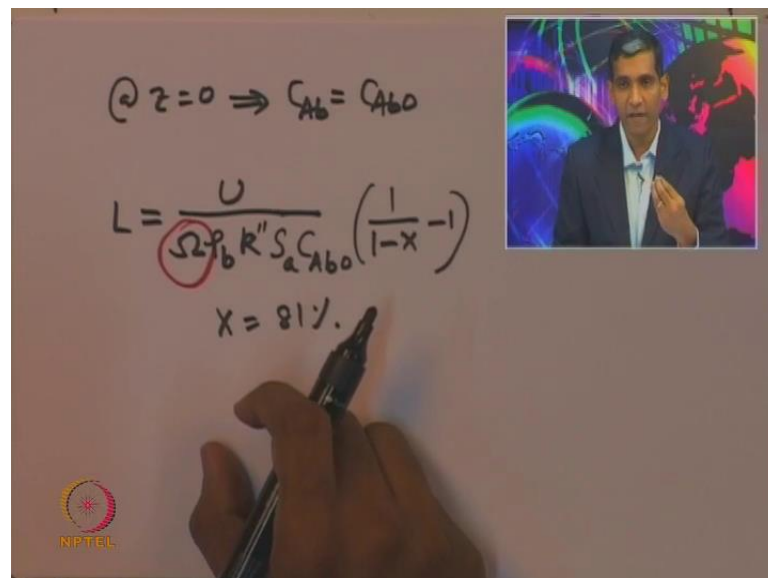 @ z=0 ⇒ C_Ab = C_Ab0
L = U / (Ω ρ_b k'' S_a C_Ab0) (1/(1-x) - 1)
x = 81%.
NPTEL